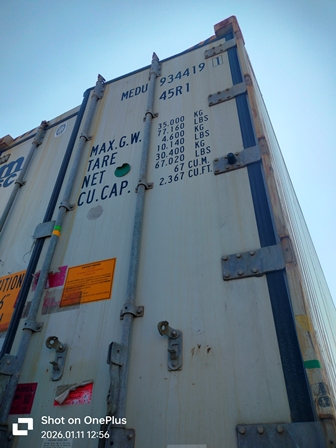 MEDU 934419 1
45R1
MAX.G.W. 35.000 KG
77.160 LBS
TARE 4.600 KG
10.140 LBS
NET 30.400 KG
67.020 LBS
CU.CAP. 67 CU.M.
2.367 CU.FT.
UTION
Shot on OnePlus
2026.01.11 12:56